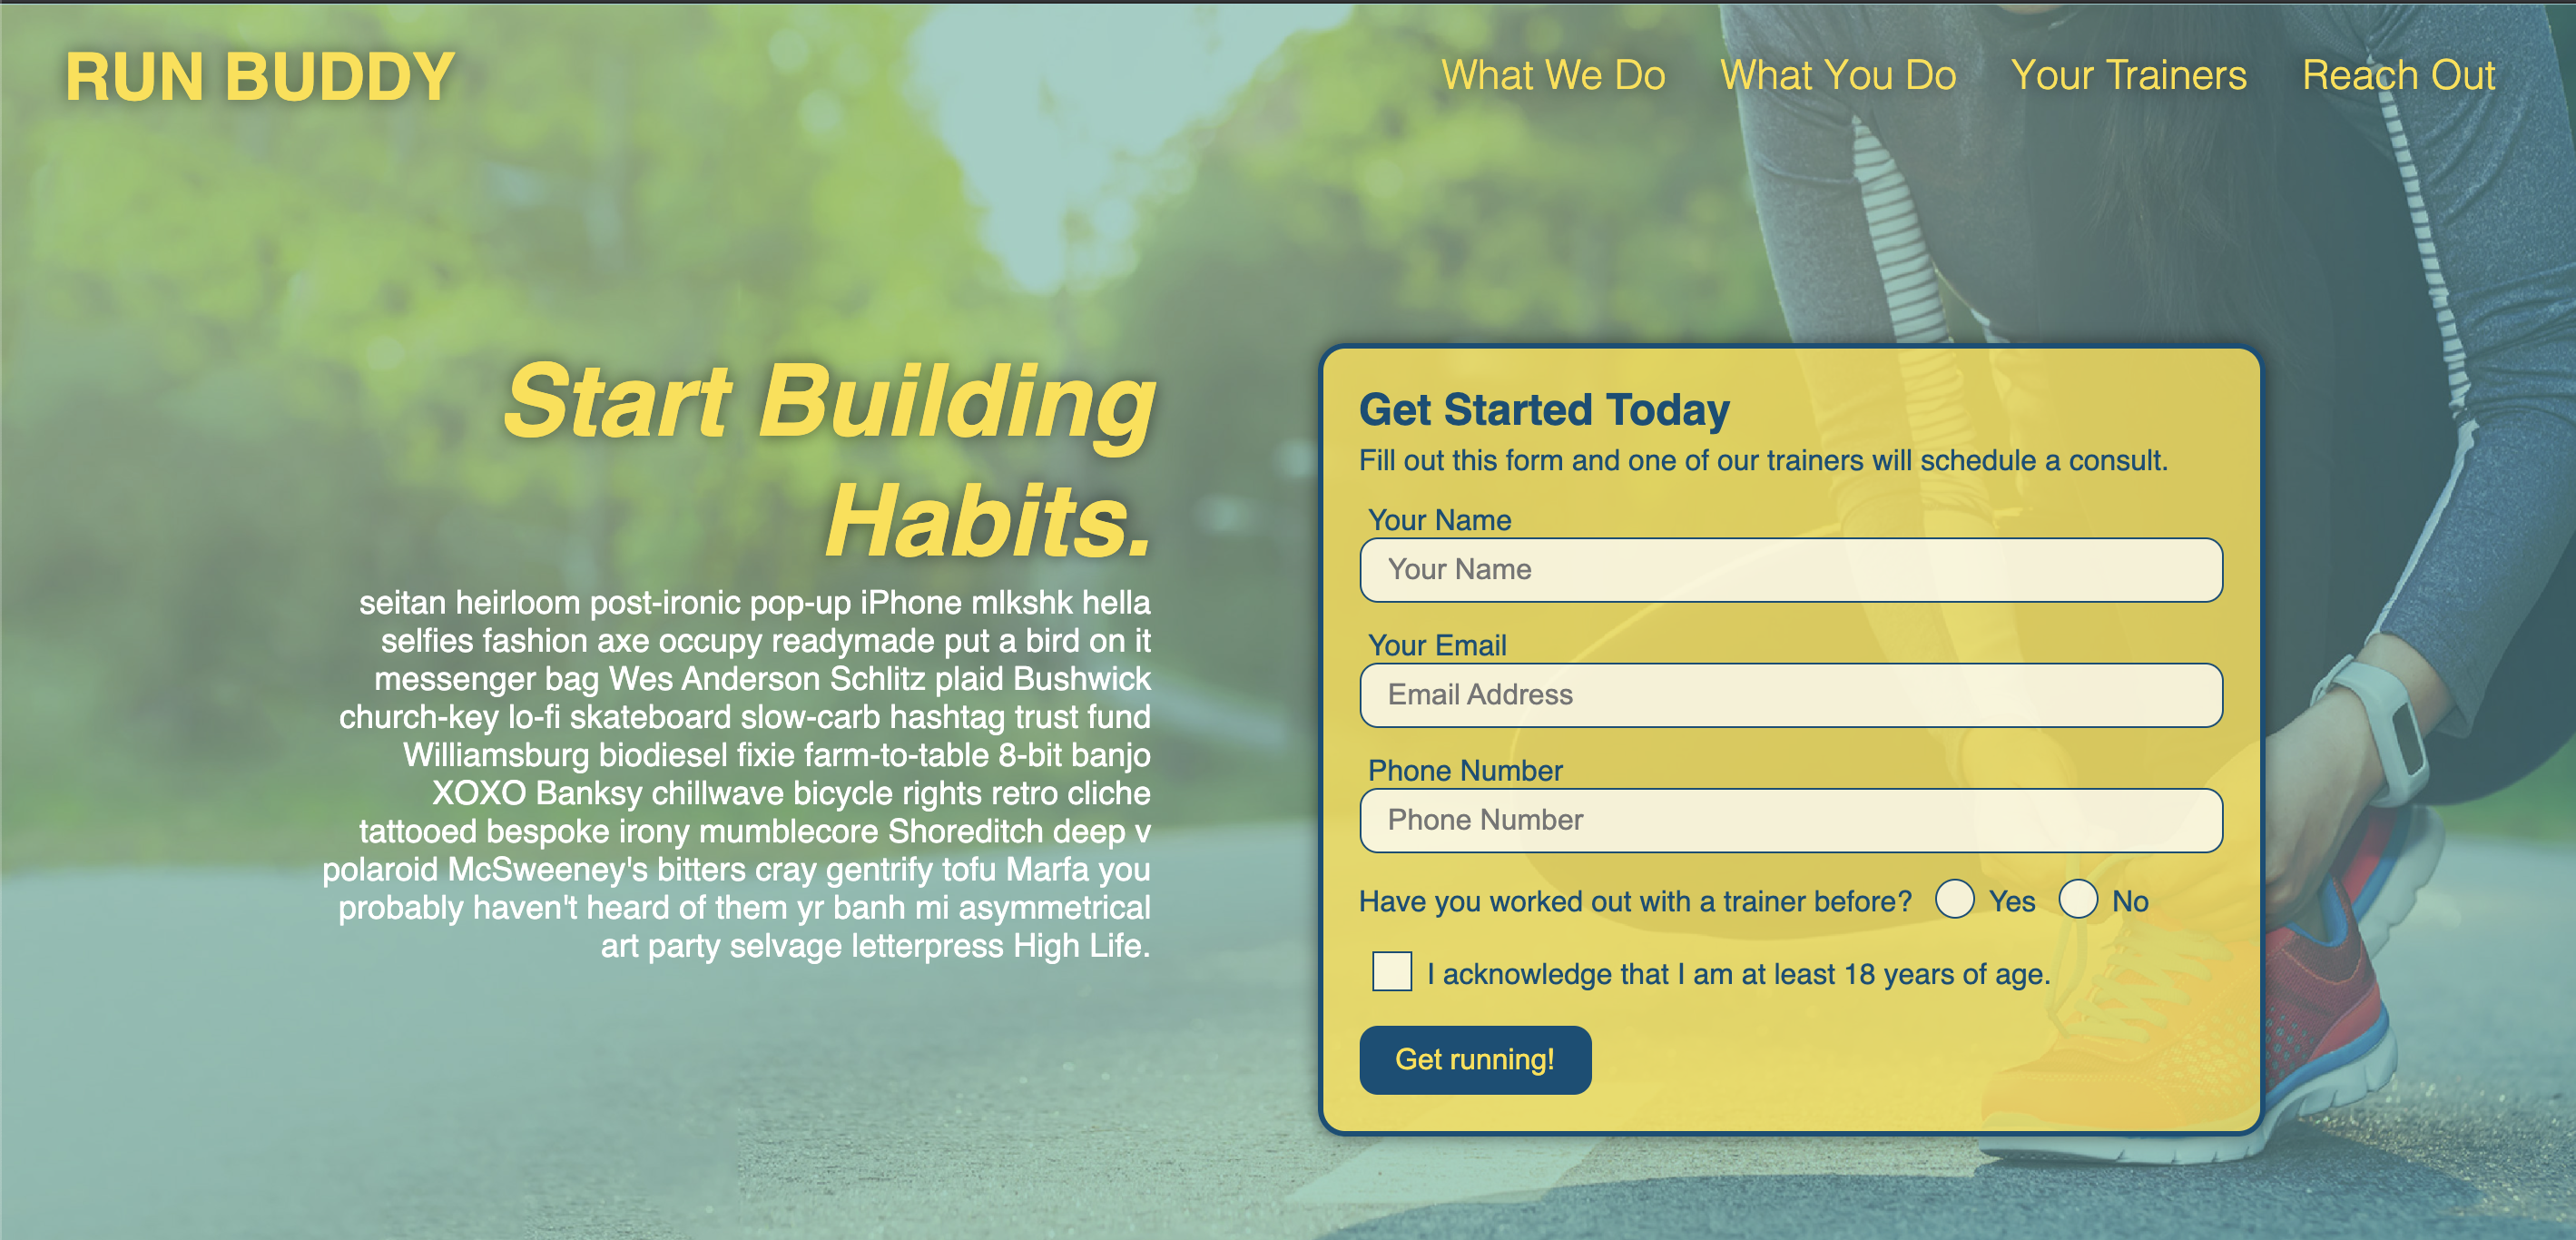 RUN BUDDY
What We Do What You Do Your Trainers Reach Out
Start Building
Habits.
seitan heirloom post-ironic pop-up iPhone mlkshk hella
selfies fashion axe occupy readymade put a bird on it
messenger bag Wes Anderson Schlitz plaid Bushwick
church-key lo-fi skateboard slow-carb hashtag trust fund
Williamsburg biodiesel fixie farm-to-table 8-bit banjo
XOXO Banksy chillwave bicycle rights retro cliche
tattooed bespoke irony mumblecore Shoreditch deep v
polaroid McSweeney's bitters cray gentrify tofu Marfa you
probably haven't heard of them yr banh mi asymmetrical
art party selvage letterpress High Life.
Get Started Today
Fill out this form and one of our trainers will schedule a consult.
Your Name
Your Name
Your Email
Email Address
Phone Number
Phone Number
Have you worked out with a trainer before? Yes No
I acknowledge that I am at least 18 years of age.
Get running!